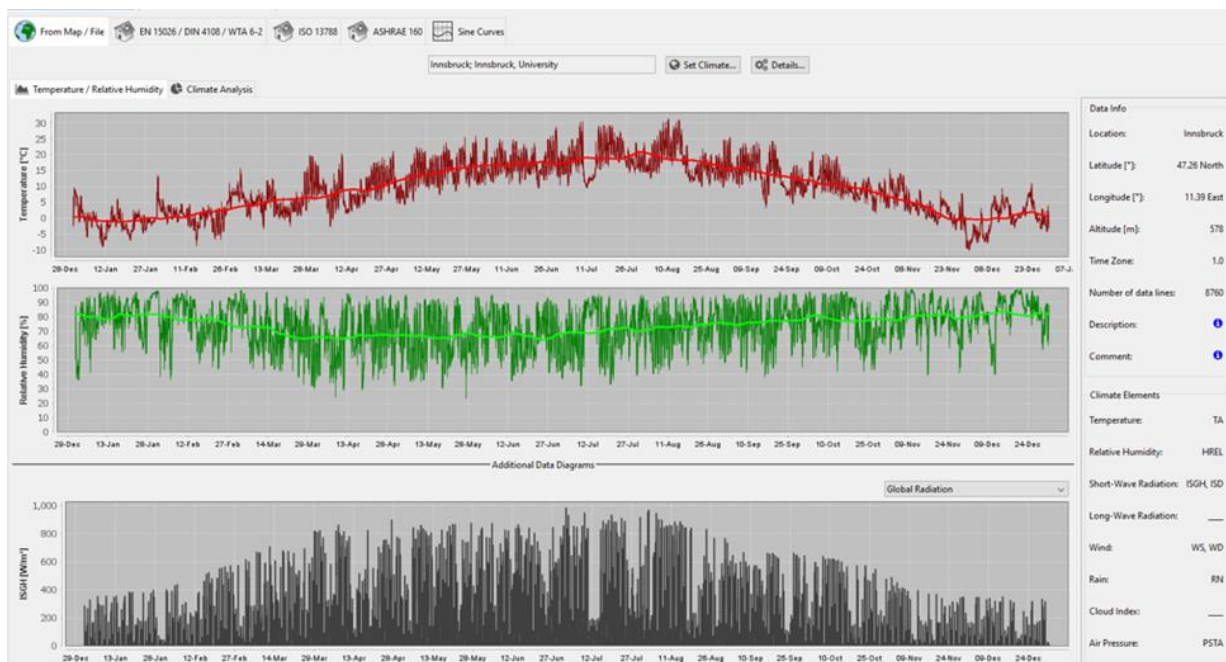 From Map / File EN 15026 / DIN 4108 / WTA 6-2 ISO 13788 ASHRAE 160 Sine Curves
Innsbruck; Innsbruck, University Set Climate... Details...
Temperature / Relative Humidity Climate Analysis
Temperature [°C]
30
25
20
15
10
5
0
-5
-10
28-Dec 12-Jan 27-Jan 11-Feb 26-Feb 13-Mar 28-Mar 12-Apr 27-Apr 12-May 27-May 11-Jun 26-Jun 11-Jul 26-Jul 10-Aug 25-Aug 09-Sep 24-Sep 09-Oct 24-Oct 08-Nov 23-Nov 08-Dec 23-Dec 07-J
Relative Humidity [%]
100
90
80
70
60
50
40
30
20
10
0
29-Dec 13-Jan 28-Jan 12-Feb 27-Feb 14-Mar 29-Mar 13-Apr 28-Apr 13-May 28-May 12-Jun 27-Jun 12-Jul 27-Jul 11-Aug 26-Aug 10-Sep 25-Sep 10-Oct 25-Oct 09-Nov 24-Nov 09-Dec 24-Dec
Additional Data Diagrams
Global Radiation
ISGH [W/m²]
1,000
800
600
400
200
0
29-Dec 13-Jan 28-Jan 12-Feb 27-Feb 14-Mar 29-Mar 13-Apr 28-Apr 13-May 28-May 12-Jun 27-Jun 12-Jul 27-Jul 11-Aug 26-Aug 10-Sep 25-Sep 10-Oct 25-Oct 09-Nov 24-Nov 09-Dec 24-Dec
Data Info
Location: Innsbruck
Latitude [°]: 47.26 North
Longitude [°]: 11.39 East
Altitude [m]: 578
Time Zone: 1.0
Number of data lines: 8760
Description:
Comment:
Climate Elements
Temperature: TA
Relative Humidity: HREL
Short-Wave Radiation: ISGH, ISD
Long-Wave Radiation: ___
Wind: WS, WD
Rain: RN
Cloud Index: ___
Air Pressure: PSTA